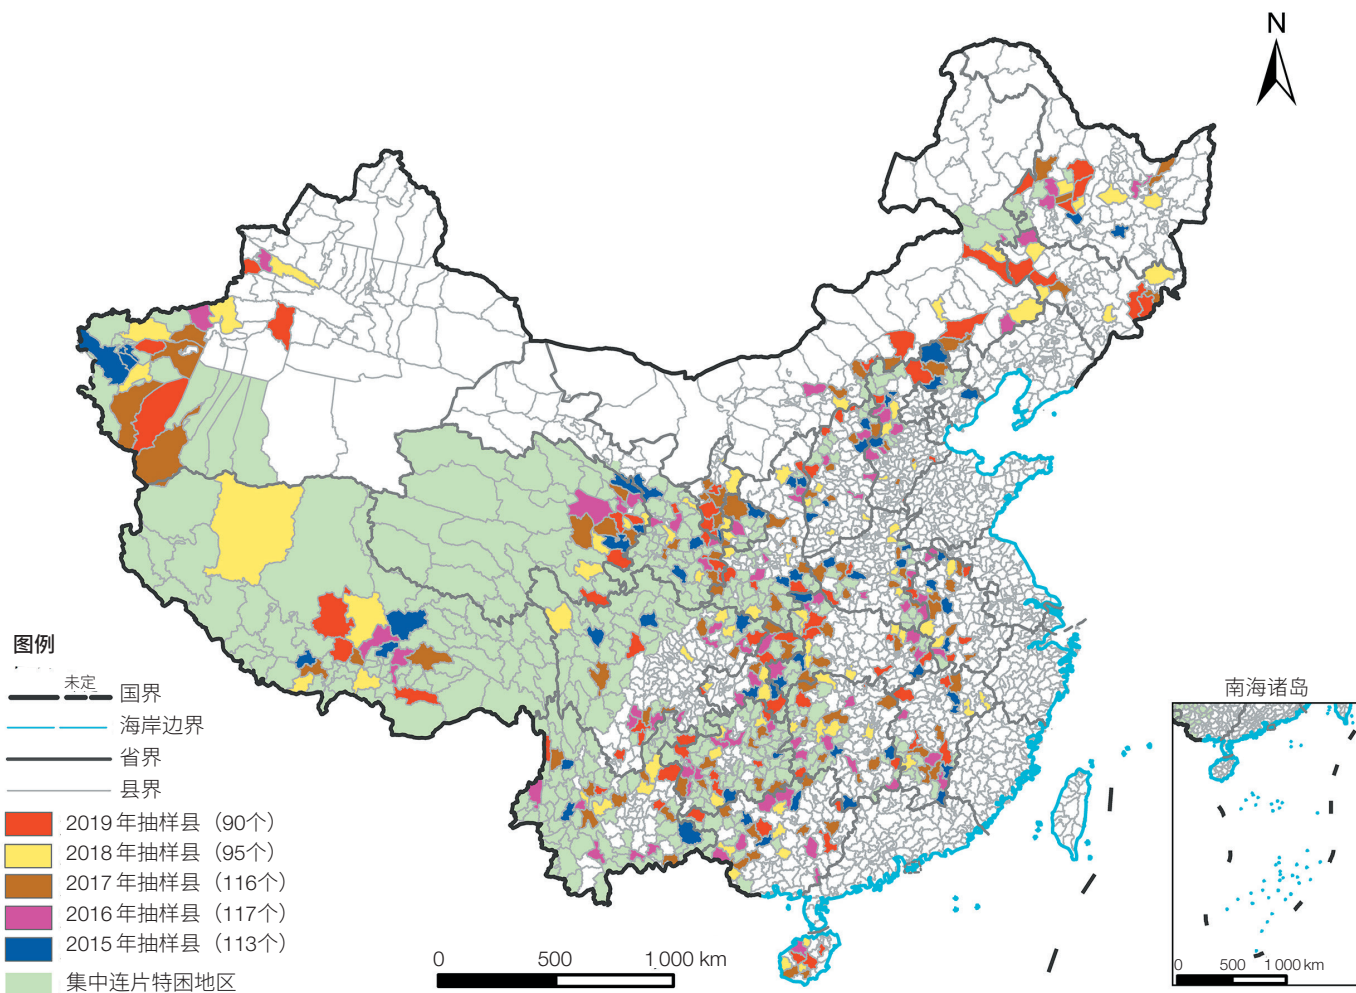 N
图例
未定
国界
海岸边界
省界
县界
2019年抽样县（90个）
2018年抽样县（95个）
2017年抽样县（116个）
2016年抽样县（117个）
2015年抽样县（113个）
集中连片特困地区
0 500 1 000 km
南海诸岛
0 500 1 000 km